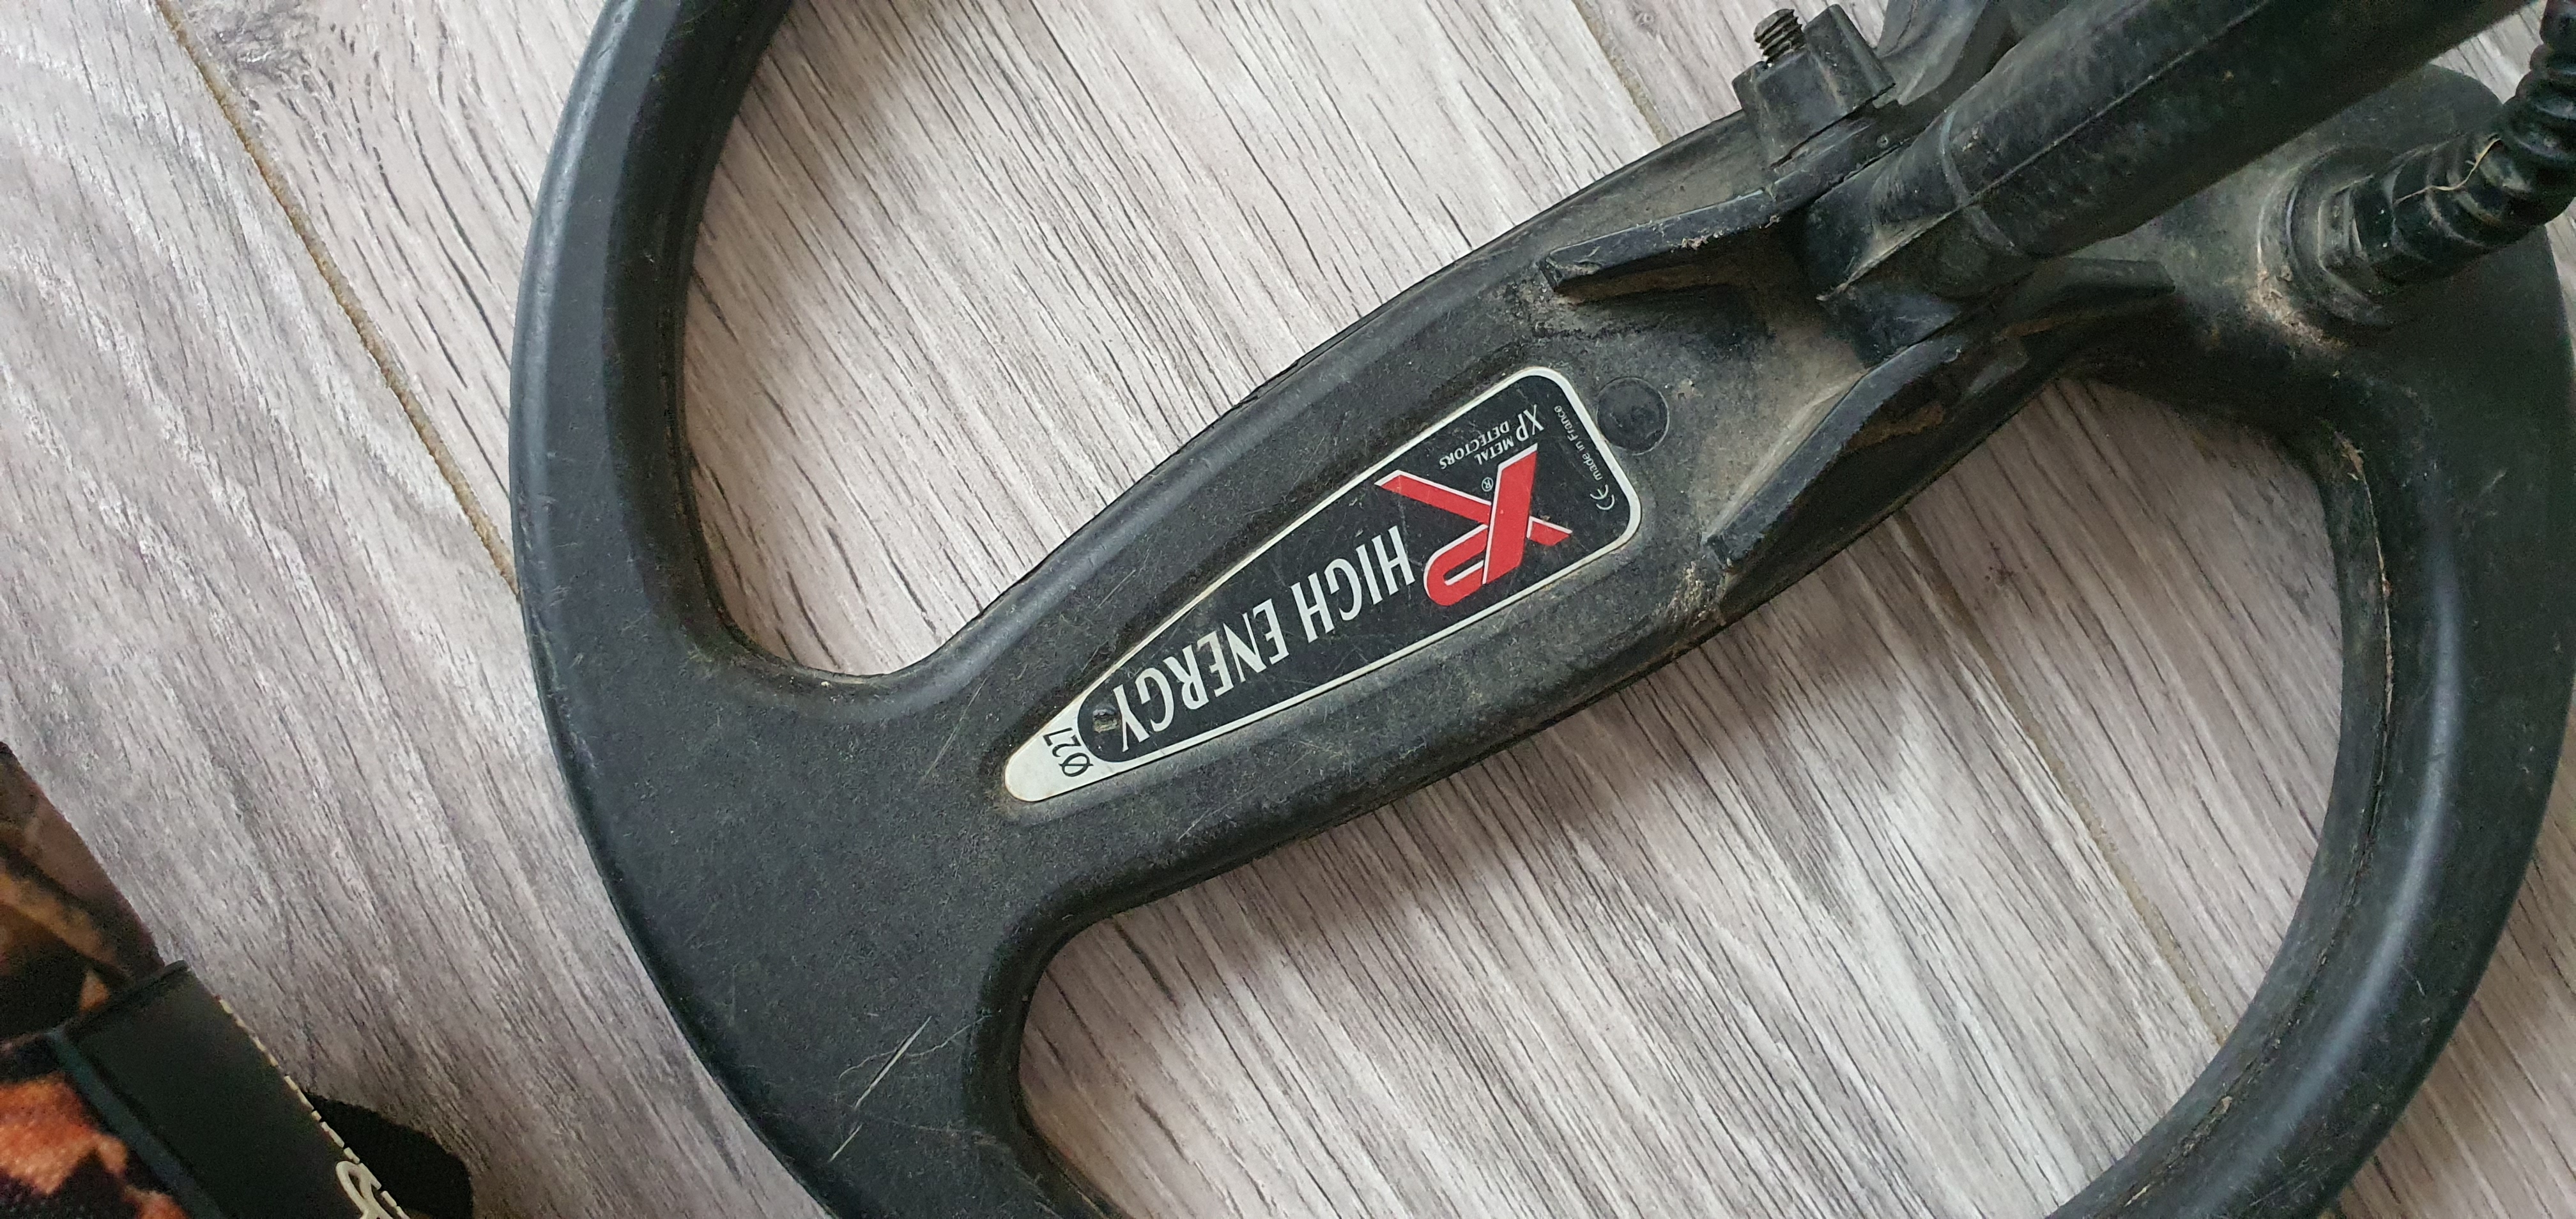 CE made in France
XP METAL
DETECTORS
XP®
HIGH ENERGY
Ø27